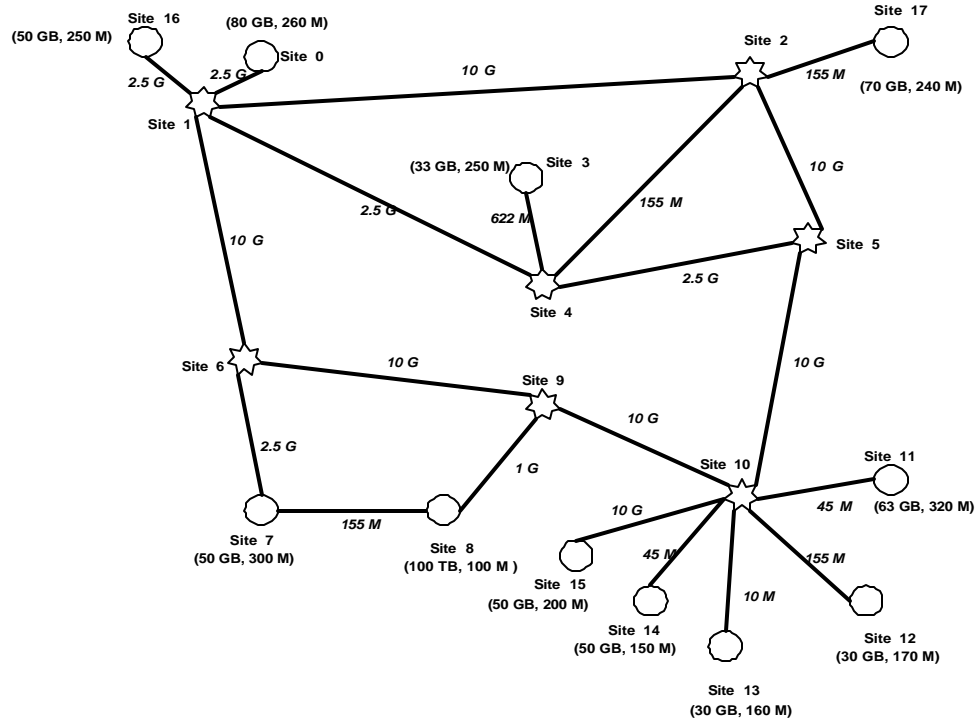 Site 16
(50 GB, 250 M)
(80 GB, 260 M)
Site 0
2.5 G
2.5 G
Site 1
10 G
Site 2
Site 17
155 M
(70 GB, 240 M)
(33 GB, 250 M)
Site 3
622 M
2.5 G
155 M
10 G
Site 5
2.5 G
Site 4
10 G
Site 6
10 G
Site 9
10 G
10 G
2.5 G
1 G
Site 10
Site 11
45 M
(63 GB, 320 M)
Site 7
(50 GB, 300 M)
155 M
Site 8
(100 TB, 100 M )
10 G
Site 15
(50 GB, 200 M)
45 M
Site 14
(50 GB, 150 M)
10 M
155 M
Site 12
(30 GB, 170 M)
Site 13
(30 GB, 160 M)